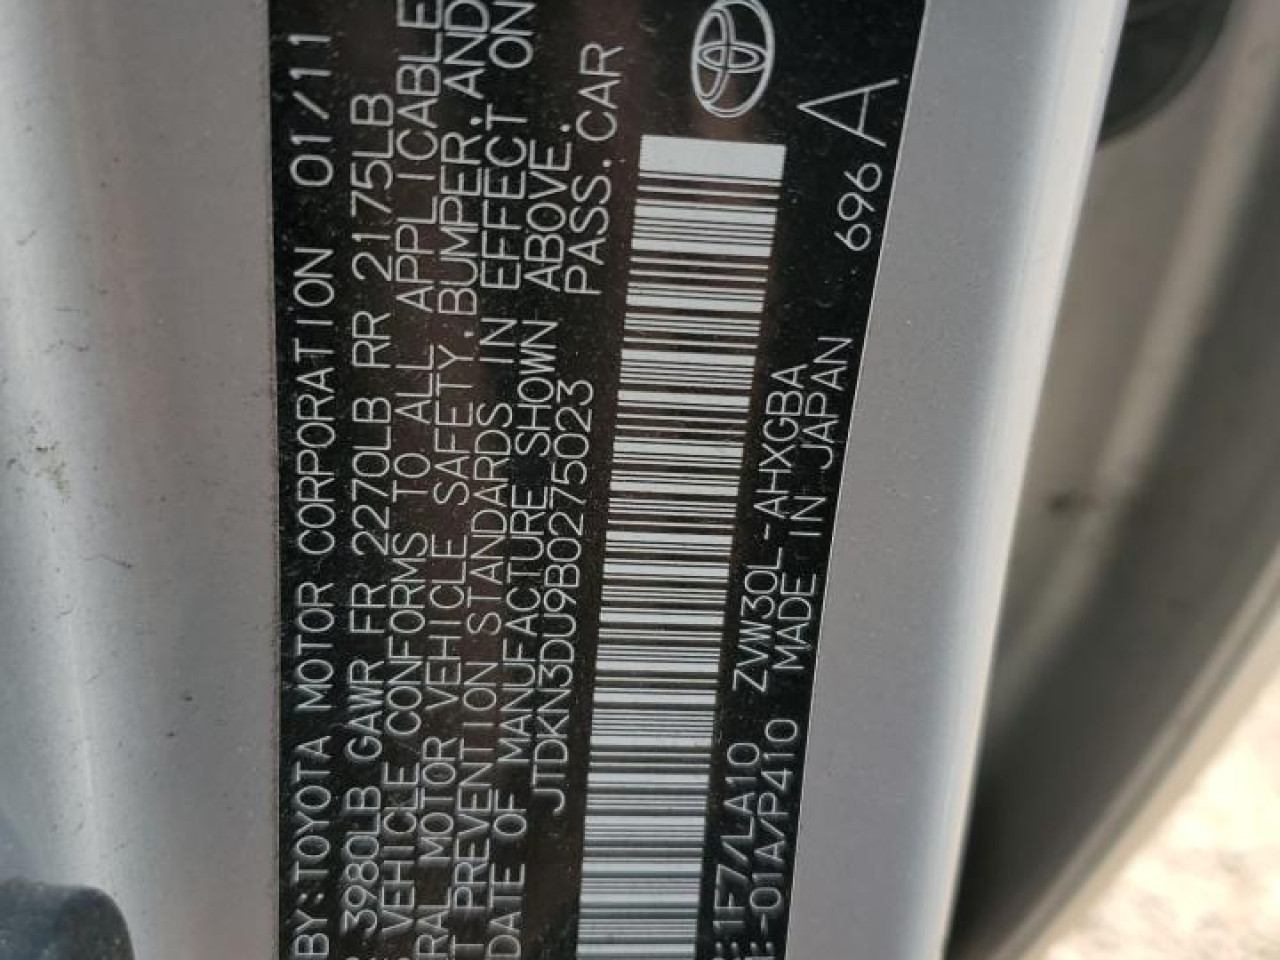 BY:TOYOTA MOTOR CORPORATION 01/11
3980LB GAWR FR 2270LB RR 2175LB
VEHICLE CONFORMS TO ALL APPLICABLE
RAL MOTOR VEHICLE SAFETY,BUMPER,AND
T PREVENTION STANDARDS IN EFFECT ON
DATE OF MANUFACTURE SHOWN ABOVE.
JTDKN3DU9B0275023 PASS.CAR
:1F7/LA10 ZVW30L-AHXGBA
:-01A/P410 MADE IN JAPAN 696 A